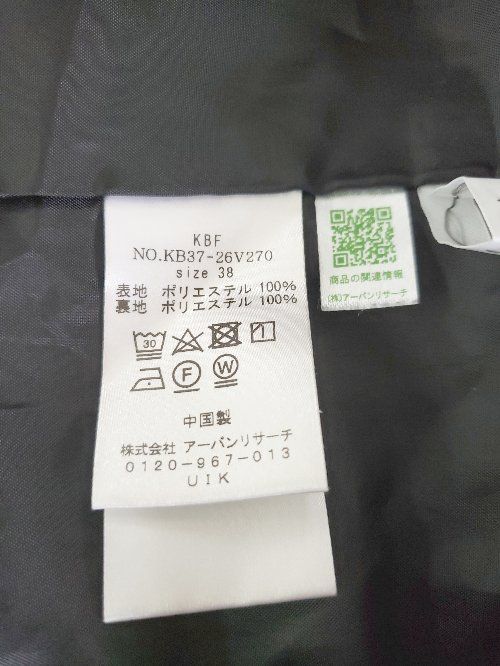 KBF
NO.KB37-26V270
size 38
表地 ポリエステル 100%
裏地 ポリエステル 100%
30
F
W
中国製
株式会社 アーバンリサーチ
0120-967-013
UIK
商品の関連情報
(株)アーバンリサーチ